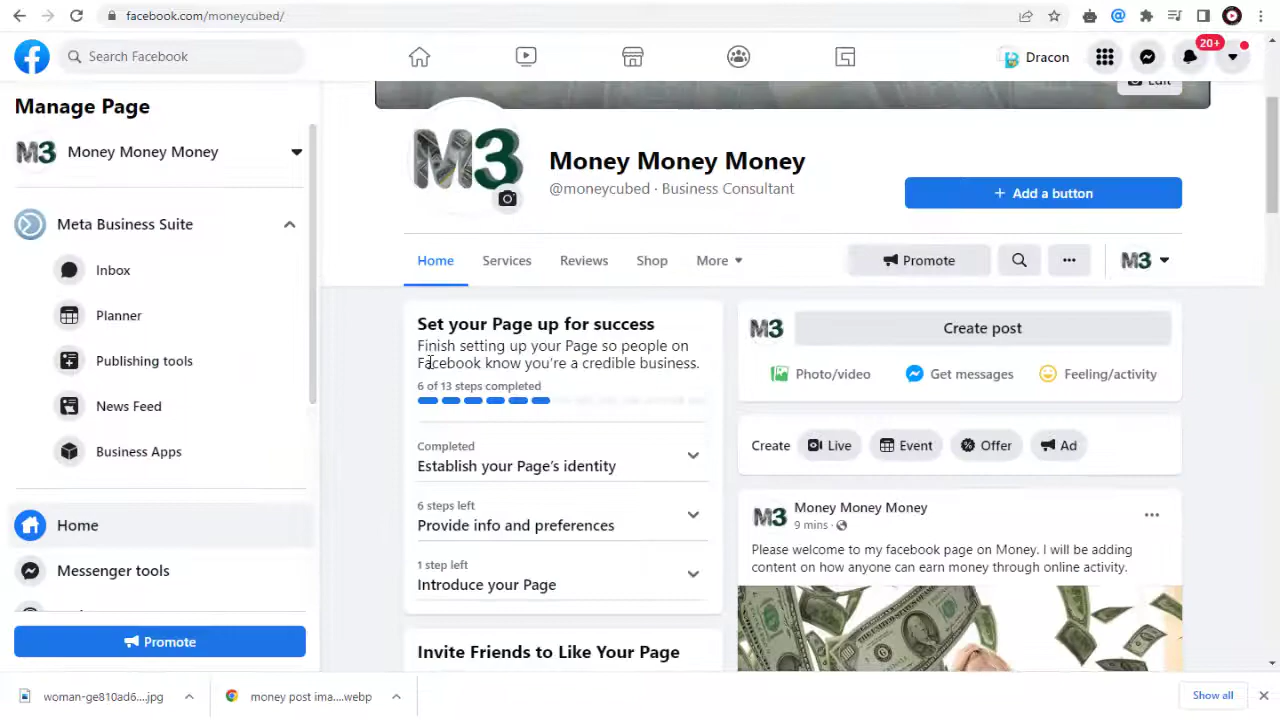 facebook.com/moneycubed/
Search Facebook
Dracon
20+
Manage Page
Money Money Money
Meta Business Suite
Inbox
Planner
Publishing tools
News Feed
Business Apps
Home
Messenger tools
Promote
Edit
M3
Money Money Money
@moneycubed · Business Consultant
+ Add a button
Home
Services
Reviews
Shop
More
Promote
M3
Set your Page up for success
Finish setting up your Page so people on
Facebook know you're a credible business.
6 of 13 steps completed
Completed
Establish your Page's identity
6 steps left
Provide info and preferences
1 step left
Introduce your Page
Invite Friends to Like Your Page
M3
Create post
Photo/video
Get messages
Feeling/activity
Create
Live
Event
Offer
Ad
M3
Money Money Money
9 mins ·
Please welcome to my facebook page on Money. I will be adding
content on how anyone can earn money through online activity.
woman-ge810ad6....jpg
money post ima....webp
Show all